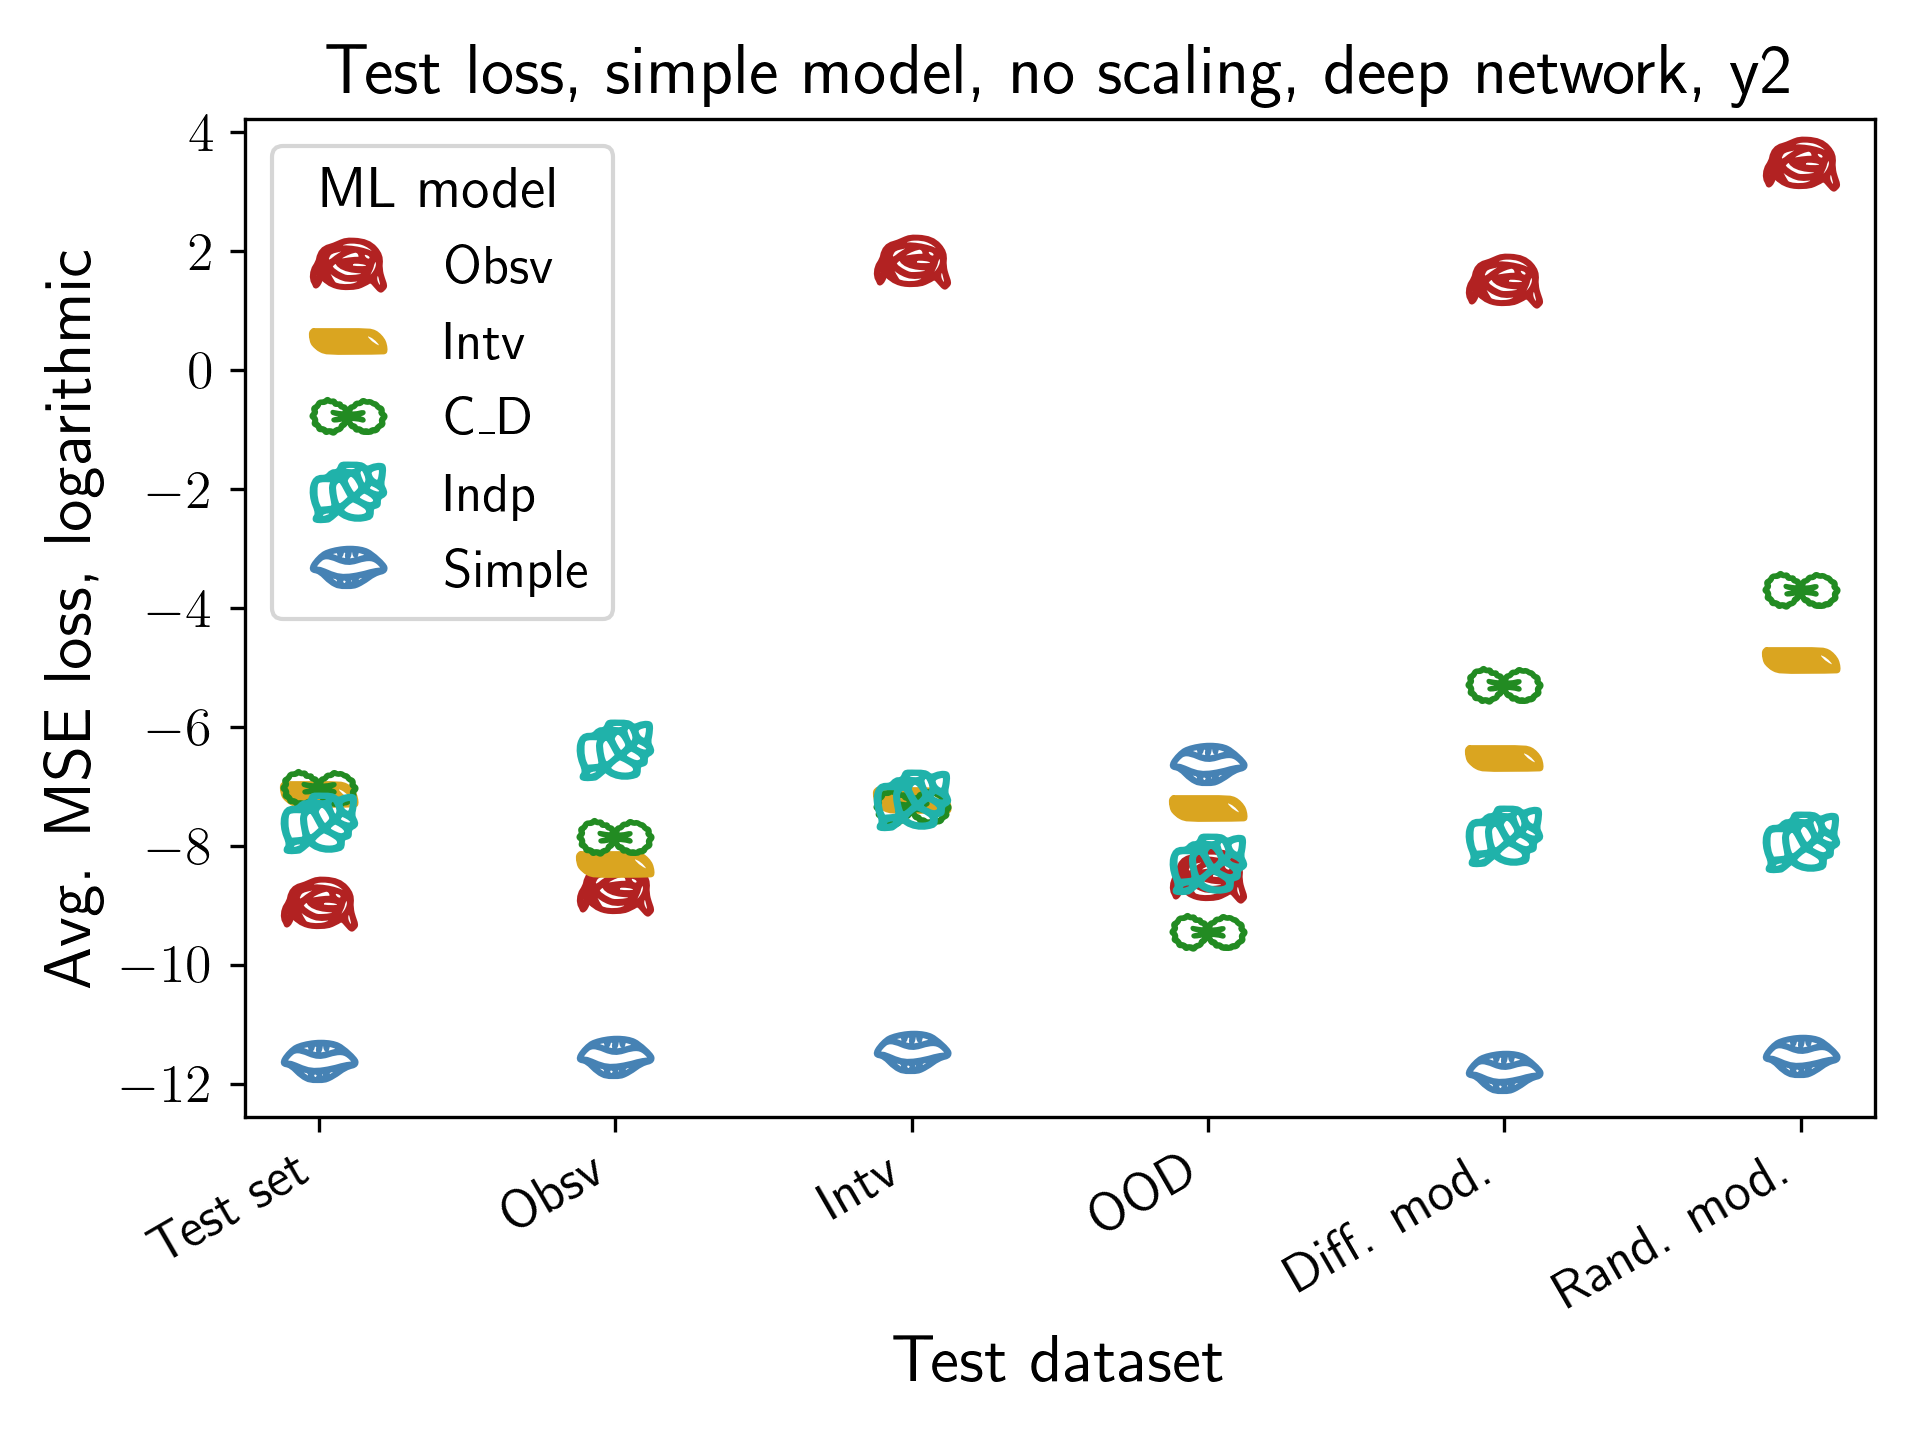 Test loss, simple model, no scaling, deep network, y2
Avg. MSE loss, logarithmic
4
2
0
−2
−4
−6
−8
−10
−12
ML model
Obsv
Intv
C_D
Indp
Simple
Test set
Obsv
Intv
OOD
Diff. mod.
Rand. mod.
Test dataset